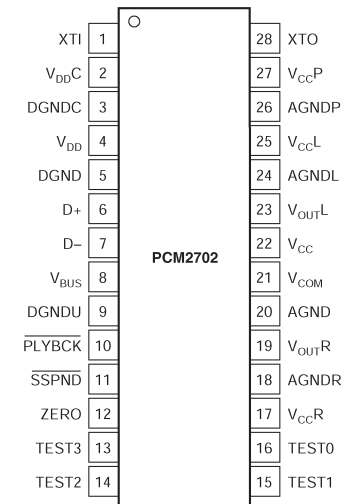 XTI 1 28 XTO
VDDC 2 27 VCCP
DGNDC 3 26 AGNDP
VDD 4 25 VCCL
DGND 5 24 AGNDL
D+ 6 23 VOUTL
D– 7 22 VCC
PCM2702
VBUS 8 21 VCOM
DGNDU 9 20 AGND
PLYBCK 10 19 VOUTR
SSPND 11 18 AGNDR
ZERO 12 17 VCCR
TEST3 13 16 TEST0
TEST2 14 15 TEST1